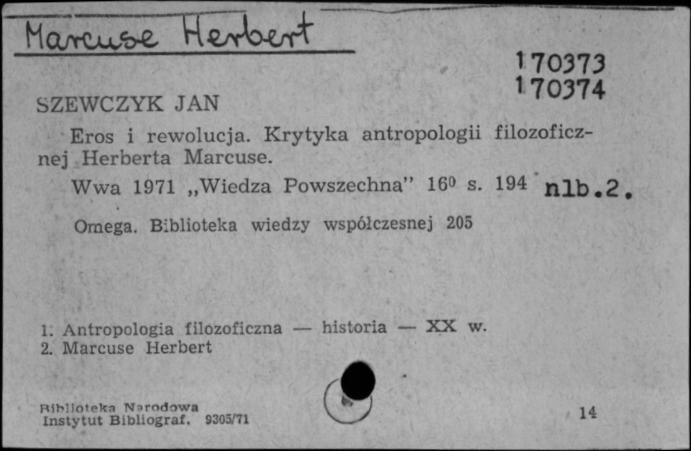 Marcuse Herbert
170373
170374
SZEWCZYK JAN
Eros i rewolucja. Krytyka antropologii filozoficz-
nej Herberta Marcuse.
Wwa 1971 „Wiedza Powszechna” 16⁰ s. 194 nlb.2.
Omega. Biblioteka wiedzy współczesnej 205
1. Antropologia filozoficzna — historia — XX w.
2. Marcuse Herbert
Biblioteka Narodowa
Instytut Bibliograf. 9305/71
14